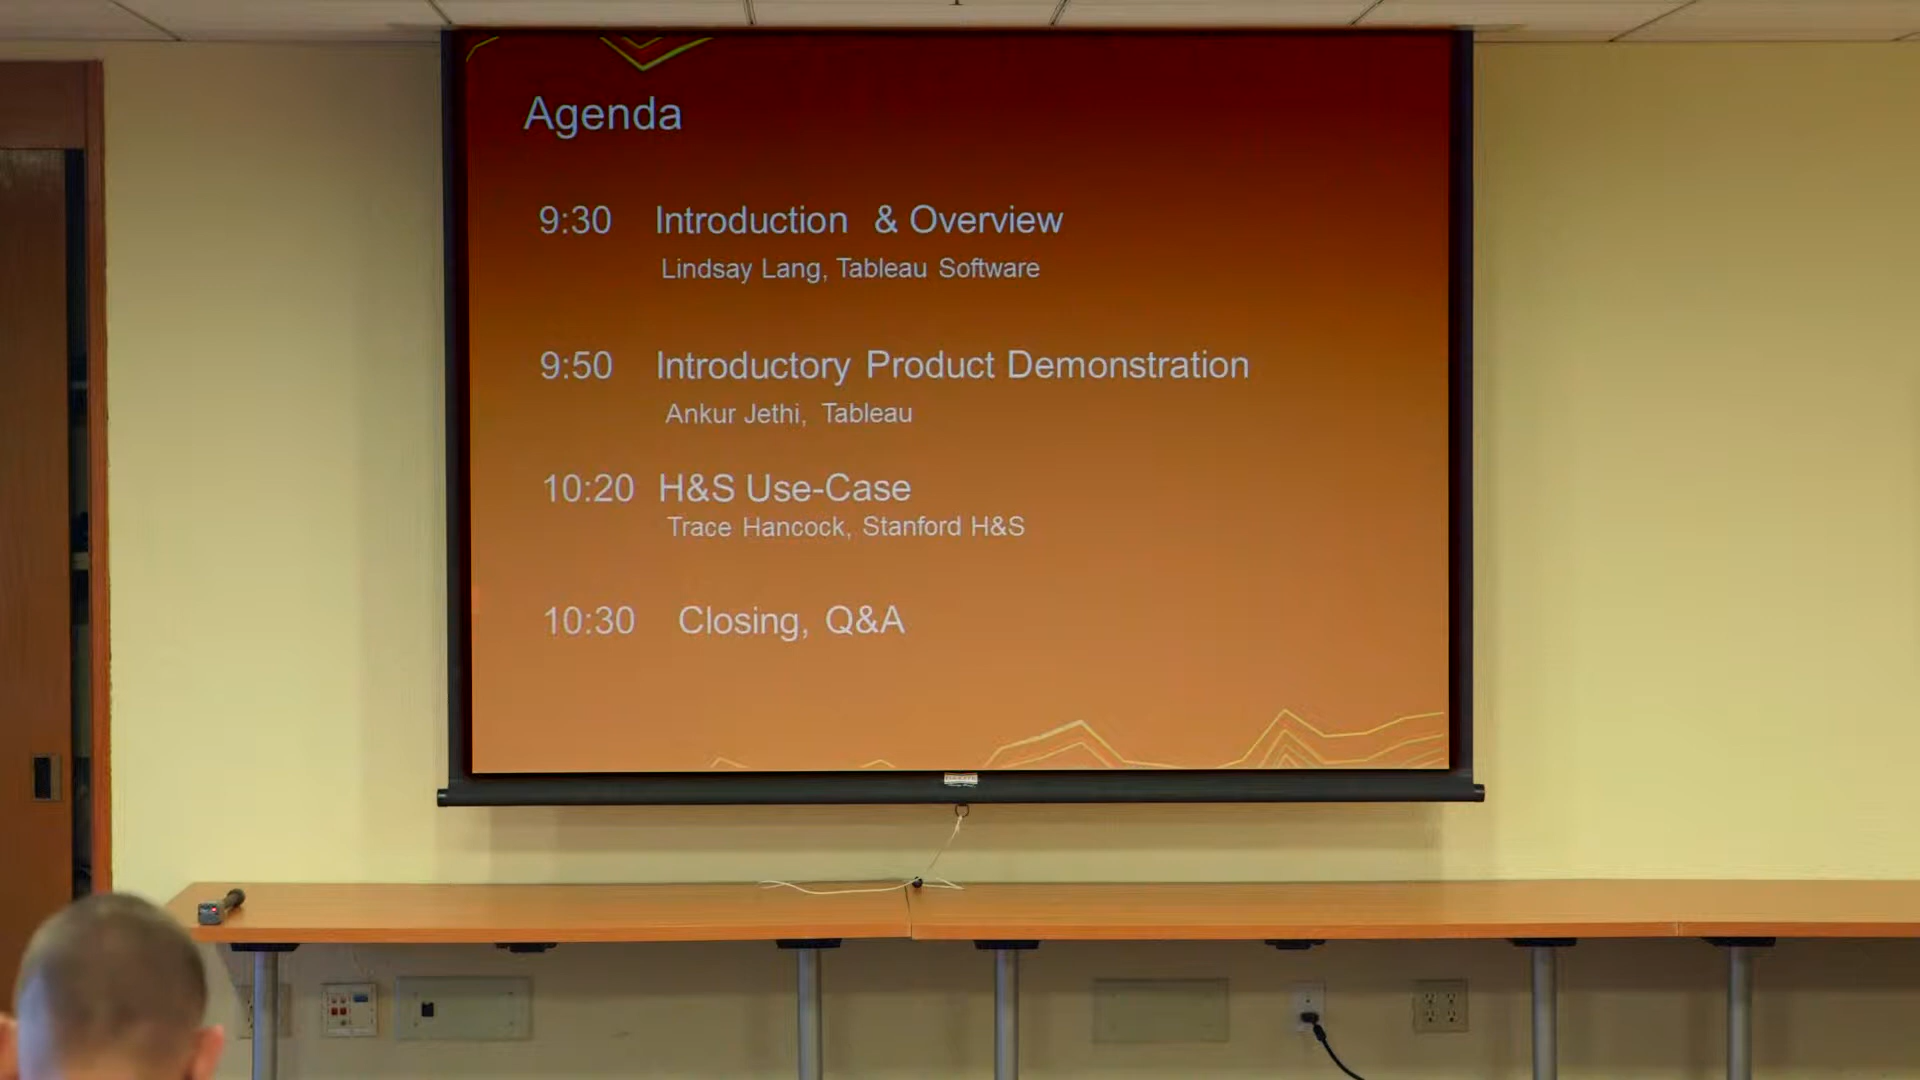 Agenda
9:30 Introduction & Overview
Lindsay Lang, Tableau Software
9:50 Introductory Product Demonstration
Ankur Jethi, Tableau
10:20 H&S Use-Case
Trace Hancock, Stanford H&S
10:30 Closing, Q&A